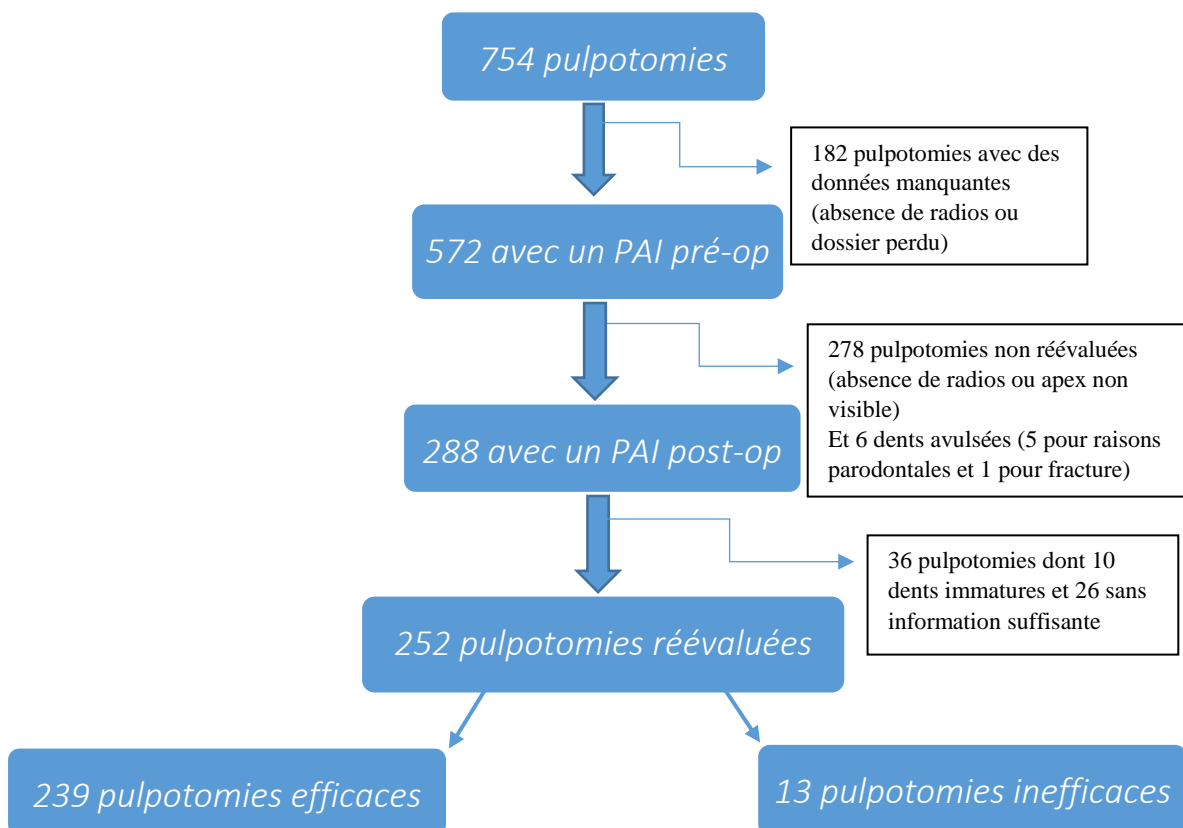 754 pulpotomies
182 pulpotomies avec des
données manquantes
(absence de radios ou
dossier perdu)
572 avec un PAI pré-op
278 pulpotomies non réévaluées
(absence de radios ou apex non
visible)
Et 6 dents avulsées (5 pour raisons
parodontales et 1 pour fracture)
288 avec un PAI post-op
36 pulpotomies dont 10
dents immatures et 26 sans
information suffisante
252 pulpotomies réévaluées
239 pulpotomies efficaces
13 pulpotomies inefficaces